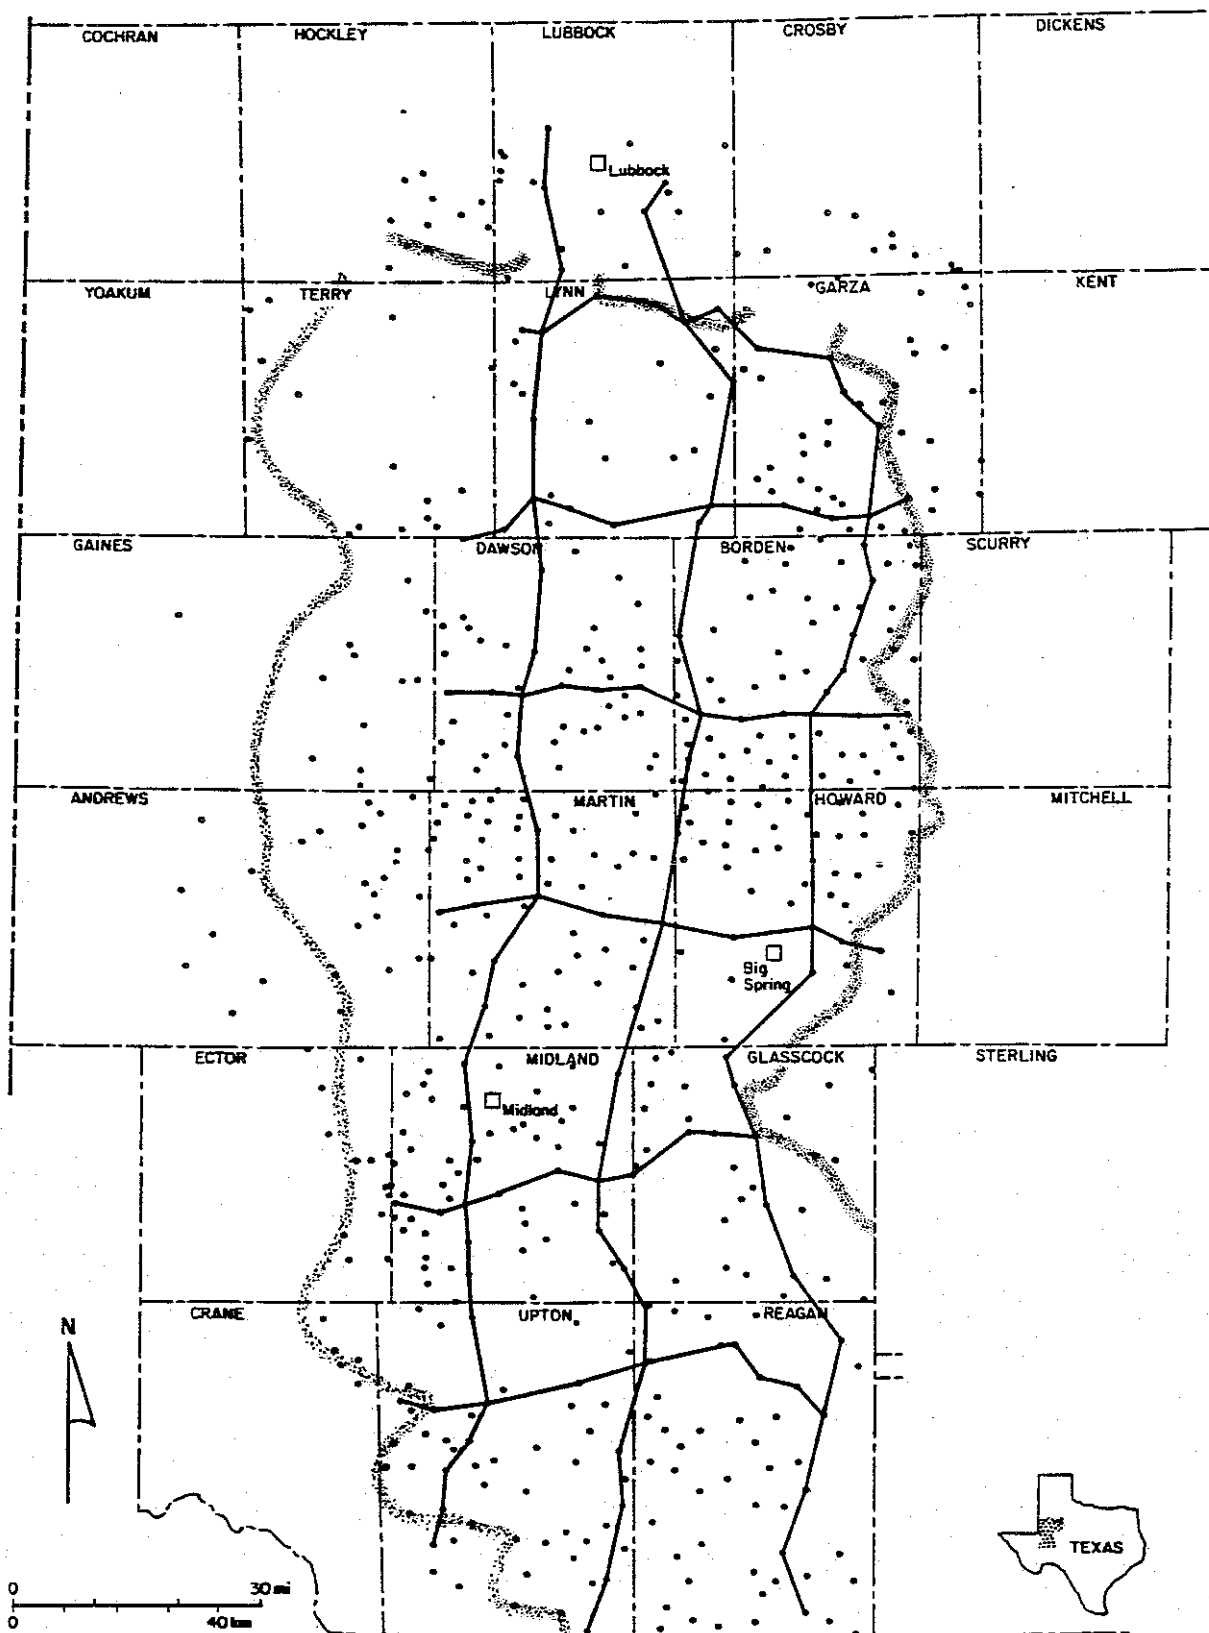 COCHRAN
HOCKLEY
LUBBOCK
CROSBY
DICKENS
Lubbock
YOAKUM
TERRY
LYNN
GARZA
KENT
GAINES
DAWSON
BORDEN
SCURRY
ANDREWS
MARTIN
HOWARD
MITCHELL
Big
Spring
ECTOR
MIDLAND
GLASSCOCK
STERLING
Midland
CRANE
UPTON
REAGAN
N
TEXAS
0 30 mi
0 40 km